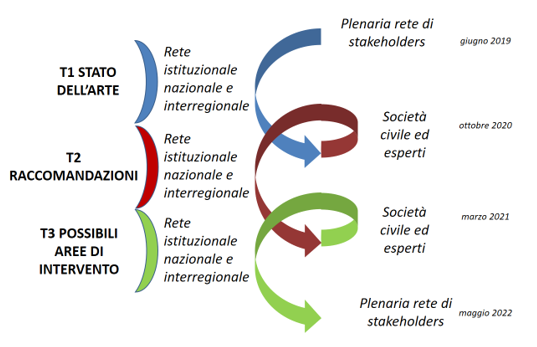 Plenaria rete di
stakeholders
giugno 2019
T1 STATO
DELL'ARTE
Rete
istituzionale
nazionale e
interregionale
Società
civile ed
esperti
ottobre 2020
T2
RACCOMANDAZIONI
Rete
istituzionale
nazionale e
interregionale
Società
civile ed
esperti
marzo 2021
T3 POSSIBILI
AREE DI
INTERVENTO
Rete
istituzionale
nazionale e
interregionale
Plenaria rete di
stakeholders
maggio 2022